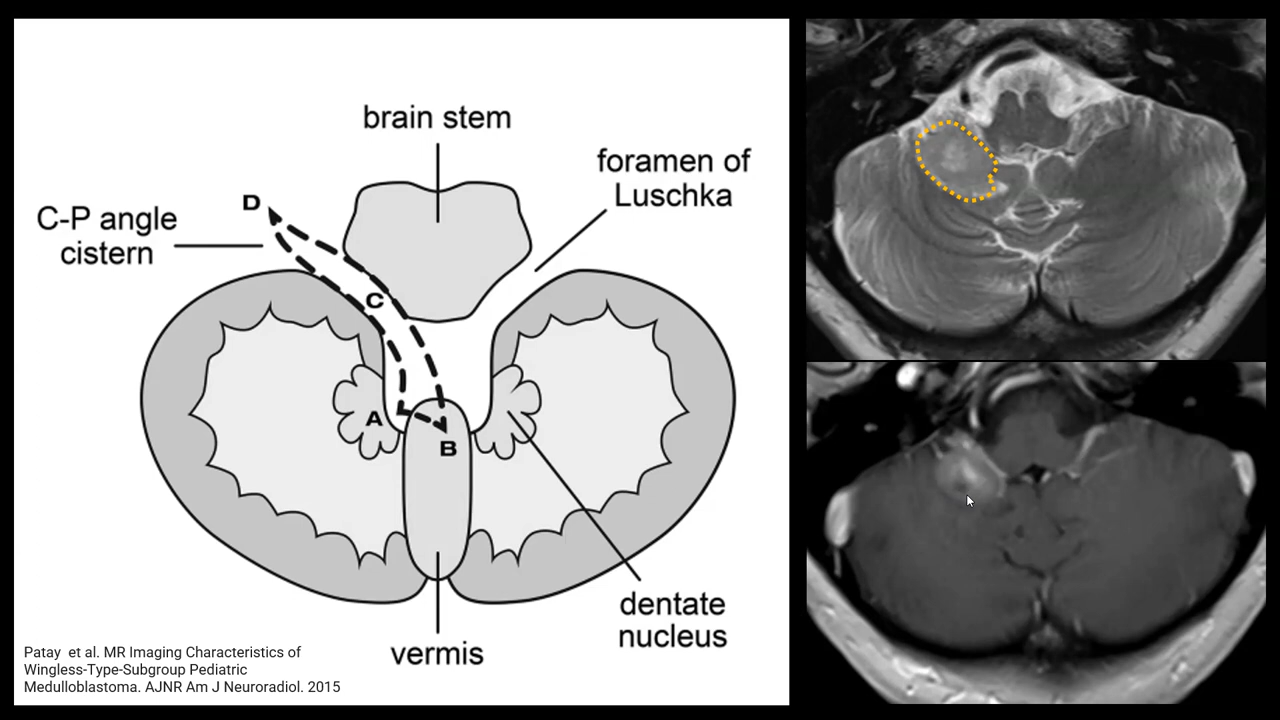 brain stem
foramen of
Luschka
D
C-P angle
cistern
C
A
B
dentate
nucleus
vermis
Patay et al. MR Imaging Characteristics of
Wingless-Type-Subgroup Pediatric
Medulloblastoma. AJNR Am J Neuroradiol. 2015